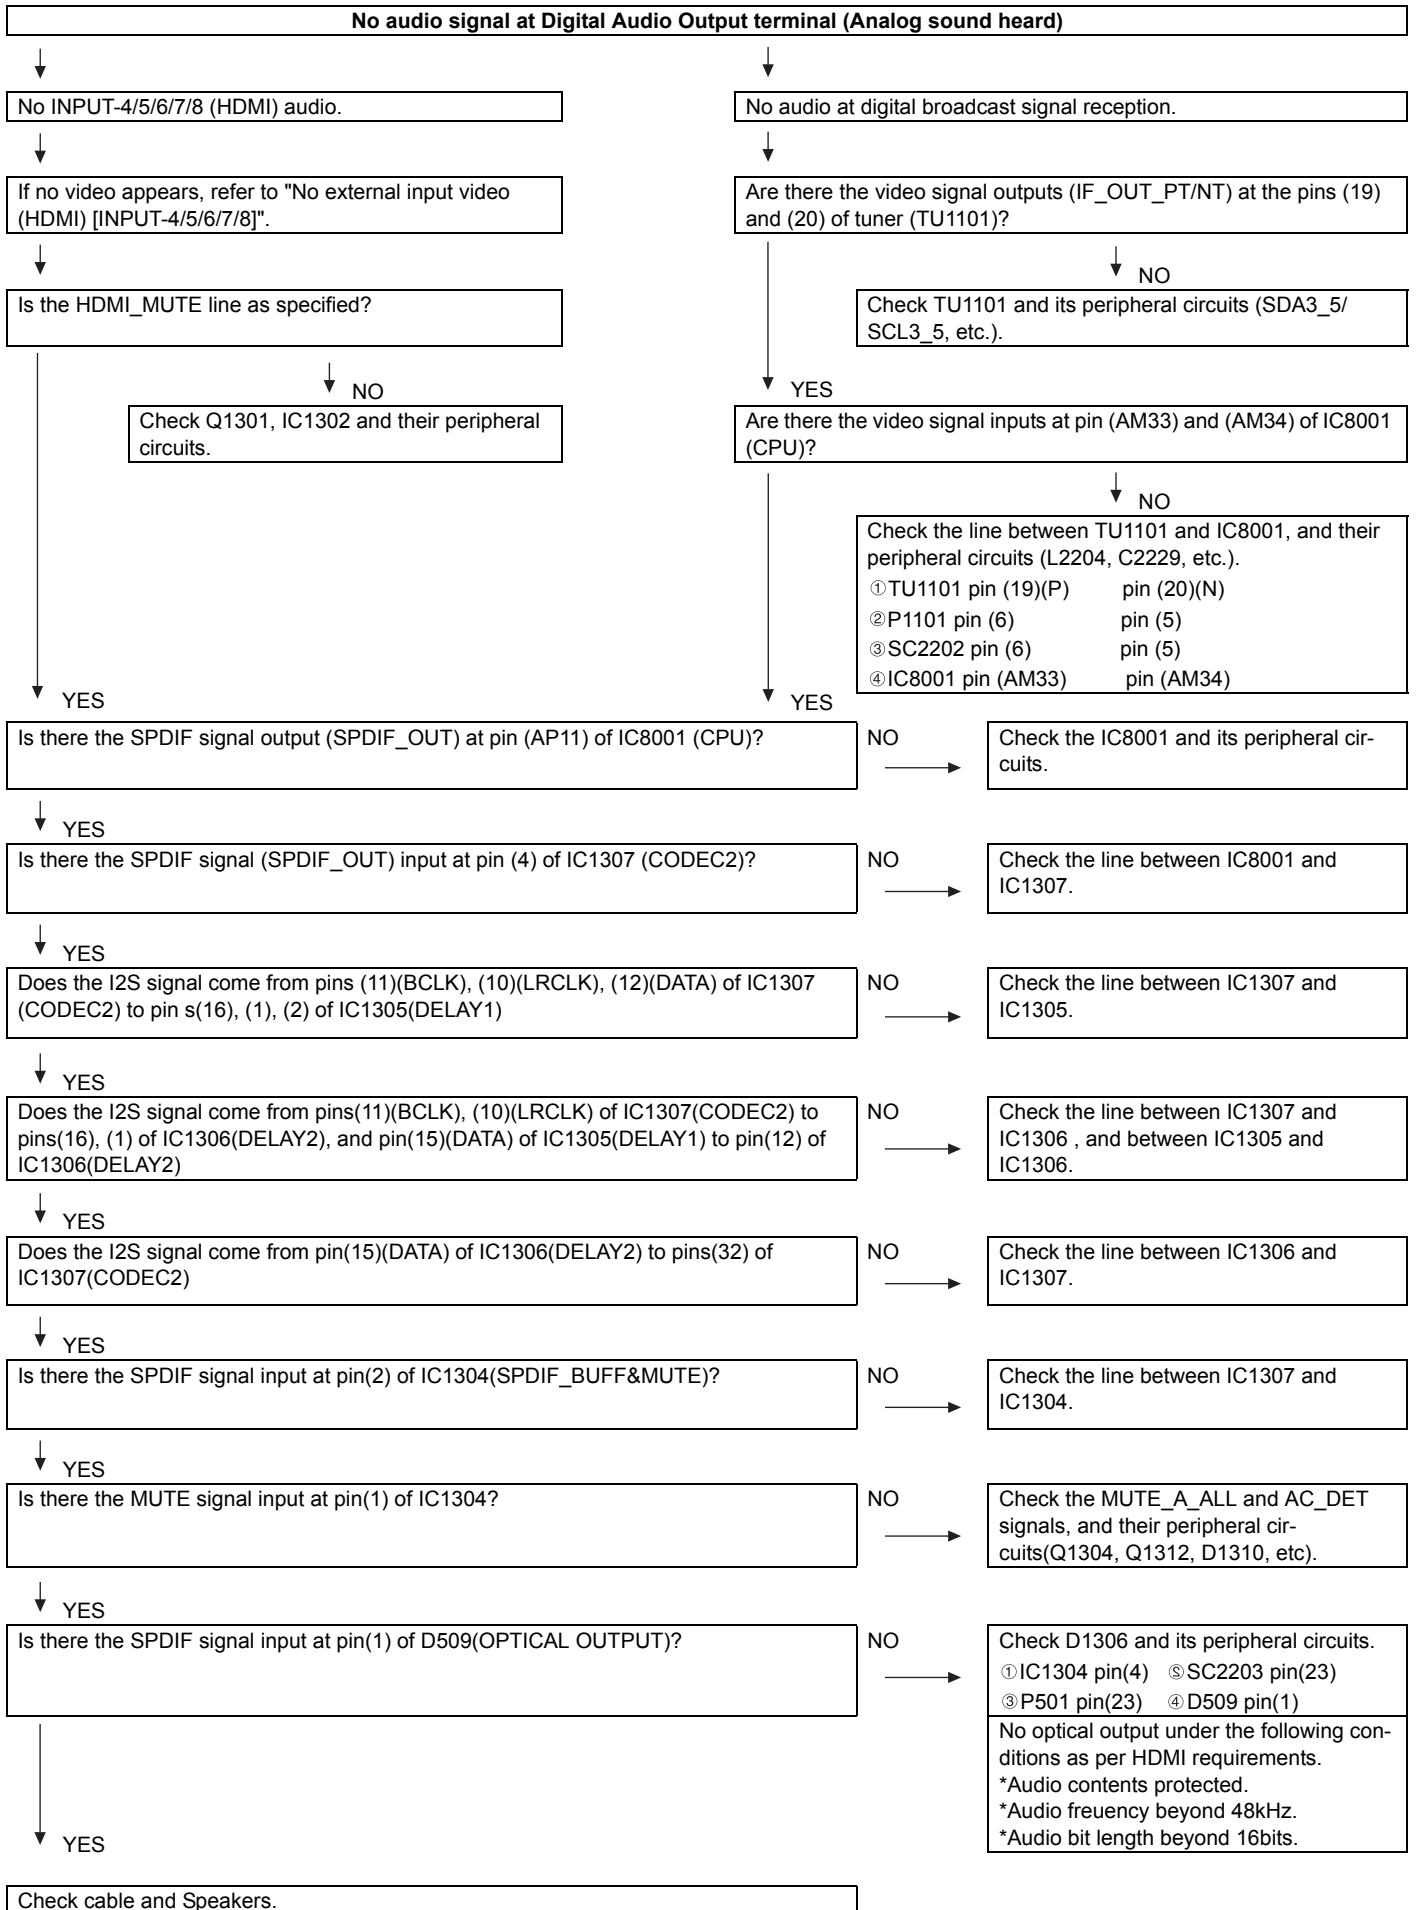 No audio signal at Digital Audio Output terminal (Analog sound heard)
No INPUT-4/5/6/7/8 (HDMI) audio.
If no video appears, refer to "No external input video
(HDMI) [INPUT-4/5/6/7/8]".
Is the HDMI_MUTE line as specified?
NO
Check Q1301, IC1302 and their peripheral
circuits.
YES
No audio at digital broadcast signal reception.
Are there the video signal outputs (IF_OUT_PT/NT) at the pins (19)
and (20) of tuner (TU1101)?
NO
Check TU1101 and its peripheral circuits (SDA3_5/
SCL3_5, etc.).
YES
Are there the video signal inputs at pin (AM33) and (AM34) of IC8001
(CPU)?
NO
Check the line between TU1101 and IC8001, and their
peripheral circuits (L2204, C2229, etc.).
①TU1101 pin (19)(P) pin (20)(N)
②P1101 pin (6) pin (5)
③SC2202 pin (6) pin (5)
④IC8001 pin (AM33) pin (AM34)
YES
Is there the SPDIF signal output (SPDIF_OUT) at pin (AP11) of IC8001 (CPU)?
NO
Check the IC8001 and its peripheral cir-
cuits.
YES
Is there the SPDIF signal (SPDIF_OUT) input at pin (4) of IC1307 (CODEC2)?
NO
Check the line between IC8001 and
IC1307.
YES
Does the I2S signal come from pins (11)(BCLK), (10)(LRCLK), (12)(DATA) of IC1307
(CODEC2) to pin s(16), (1), (2) of IC1305(DELAY1)
NO
Check the line between IC1307 and
IC1305.
YES
Does the I2S signal come from pins(11)(BCLK), (10)(LRCLK) of IC1307(CODEC2) to
pins(16), (1) of IC1306(DELAY2), and pin(15)(DATA) of IC1305(DELAY1) to pin(12) of
IC1306(DELAY2)
NO
Check the line between IC1307 and
IC1306 , and between IC1305 and
IC1306.
YES
Does the I2S signal come from pin(15)(DATA) of IC1306(DELAY2) to pins(32) of
IC1307(CODEC2)
NO
Check the line between IC1306 and
IC1307.
YES
Is there the SPDIF signal input at pin(2) of IC1304(SPDIF_BUFF&MUTE)?
NO
Check the line between IC1307 and
IC1304.
YES
Is there the MUTE signal input at pin(1) of IC1304?
NO
Check the MUTE_A_ALL and AC_DET
signals, and their peripheral cir-
cuits(Q1304, Q1312, D1310, etc).
YES
Is there the SPDIF signal input at pin(1) of D509(OPTICAL OUTPUT)?
NO
Check D1306 and its peripheral circuits.
①IC1304 pin(4) ②SC2203 pin(23)
③P501 pin(23) ④D509 pin(1)
No optical output under the following con-
ditions as per HDMI requirements.
*Audio contents protected.
*Audio freuency beyond 48kHz.
*Audio bit length beyond 16bits.
YES
Check cable and Speakers.